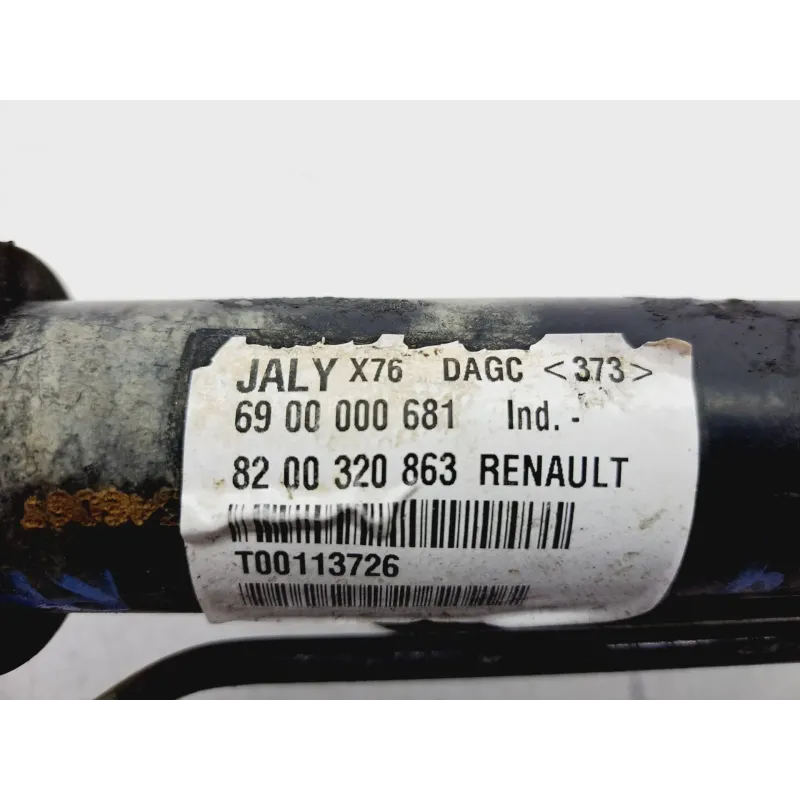 JALY X76 DAGC <373>
69 00 000 681 Ind. -
82 00 320 863 RENAULT
T00113726